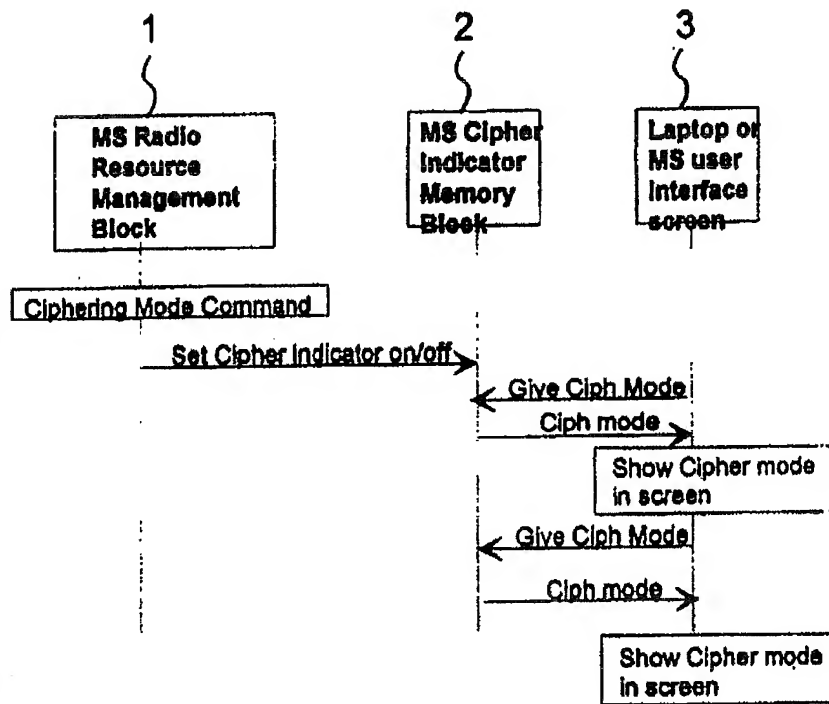 1
2
3
MS Radio
Resource
Management
Block
MS Cipher
Indicator
Memory
Block
Laptop or
MS user
interface
screen
Ciphering Mode Command
Set Cipher indicator on/off
Give Ciph Mode
Ciph mode
Show Cipher mode
in screen
Give Ciph Mode
Ciph mode
Show Cipher mode
in screen